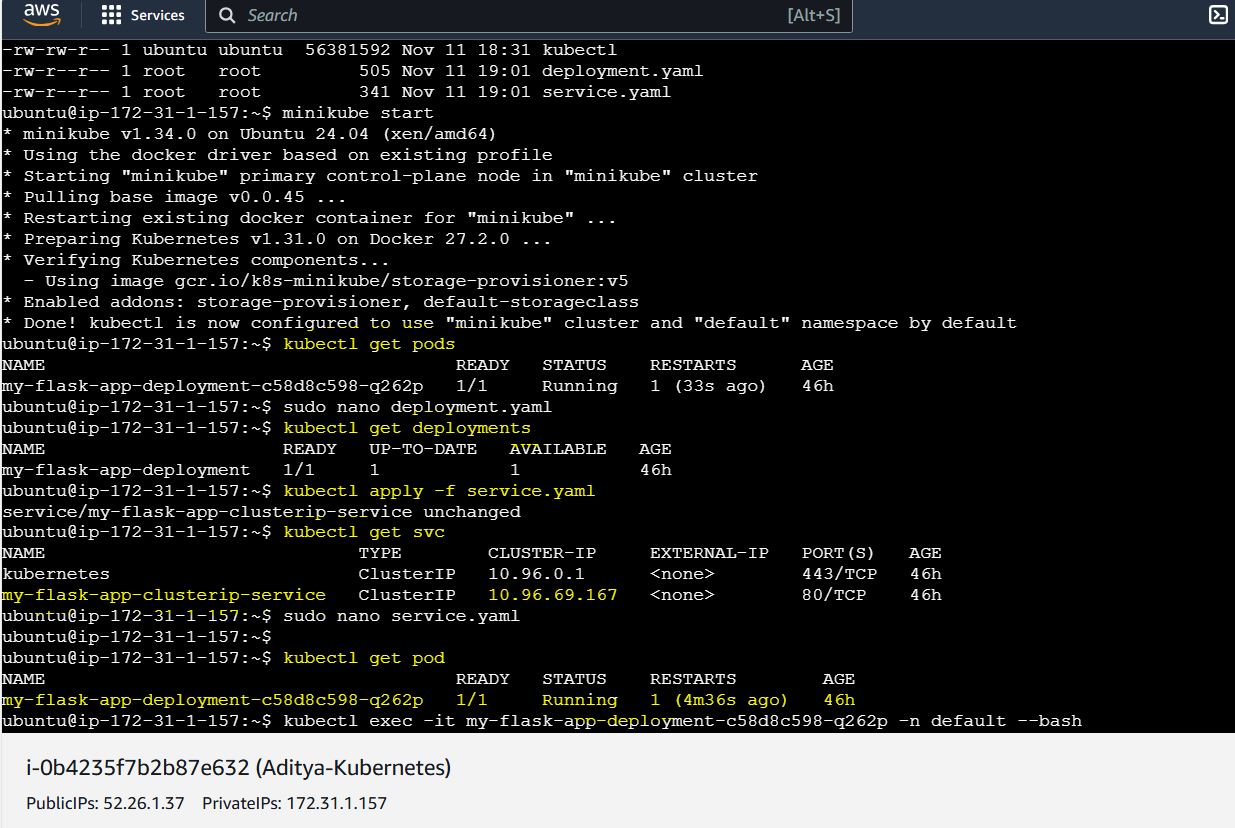 aws Services Search [Alt+S]
-rw-rw-r-- 1 ubuntu ubuntu  56381592 Nov 11 18:31 kubectl
-rw-r--r-- 1 root   root         505 Nov 11 19:01 deployment.yaml
-rw-r--r-- 1 root   root         341 Nov 11 19:01 service.yaml
ubuntu@ip-172-31-1-157:~$ minikube start
* minikube v1.34.0 on Ubuntu 24.04 (xen/amd64)
* Using the docker driver based on existing profile
* Starting "minikube" primary control-plane node in "minikube" cluster
* Pulling base image v0.0.45 ...
* Restarting existing docker container for "minikube" ...
* Preparing Kubernetes v1.31.0 on Docker 27.2.0 ...
* Verifying Kubernetes components...
  - Using image gcr.io/k8s-minikube/storage-provisioner:v5
* Enabled addons: storage-provisioner, default-storageclass
* Done! kubectl is now configured to use "minikube" cluster and "default" namespace by default
ubuntu@ip-172-31-1-157:~$ kubectl get pods
NAME                                      READY   STATUS    RESTARTS      AGE
my-flask-app-deployment-c58d8c598-q262p   1/1     Running   1 (33s ago)   46h
ubuntu@ip-172-31-1-157:~$ sudo nano deployment.yaml
ubuntu@ip-172-31-1-157:~$ kubectl get deployments
NAME                      READY   UP-TO-DATE   AVAILABLE   AGE
my-flask-app-deployment   1/1     1            1           46h
ubuntu@ip-172-31-1-157:~$ kubectl apply -f service.yaml
service/my-flask-app-clusterip-service unchanged
ubuntu@ip-172-31-1-157:~$ kubectl get svc
NAME                             TYPE        CLUSTER-IP     EXTERNAL-IP   PORT(S)   AGE
kubernetes                       ClusterIP   10.96.0.1      <none>        443/TCP   46h
my-flask-app-clusterip-service   ClusterIP   10.96.69.167   <none>        80/TCP    46h
ubuntu@ip-172-31-1-157:~$ sudo nano service.yaml
ubuntu@ip-172-31-1-157:~$
ubuntu@ip-172-31-1-157:~$ kubectl get pod
NAME                                      READY   STATUS    RESTARTS        AGE
my-flask-app-deployment-c58d8c598-q262p   1/1     Running   1 (4m36s ago)   46h
ubuntu@ip-172-31-1-157:~$ kubectl exec -it my-flask-app-deployment-c58d8c598-q262p -n default --bash
i-0b4235f7b2b87e632 (Aditya-Kubernetes)
PublicIPs: 52.26.1.37 PrivateIPs: 172.31.1.157